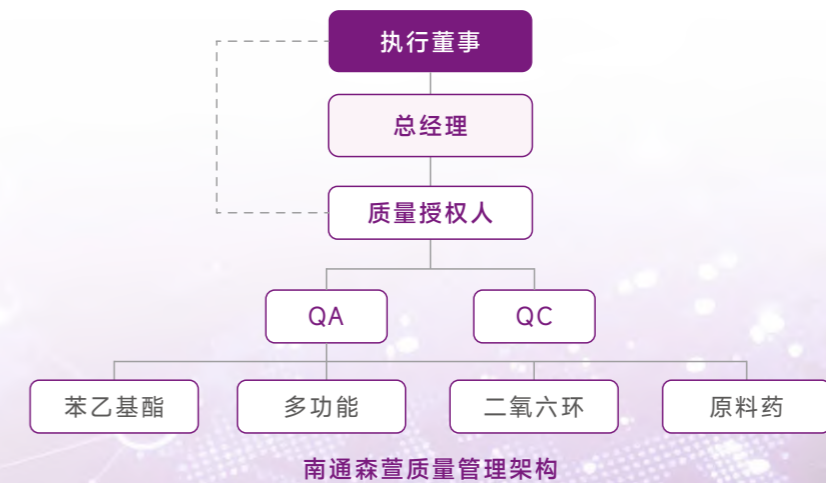 执行董事
总经理
质量授权人
QA
QC
苯乙基酯
多功能
二氧六环
原料药
南通森萱质量管理架构